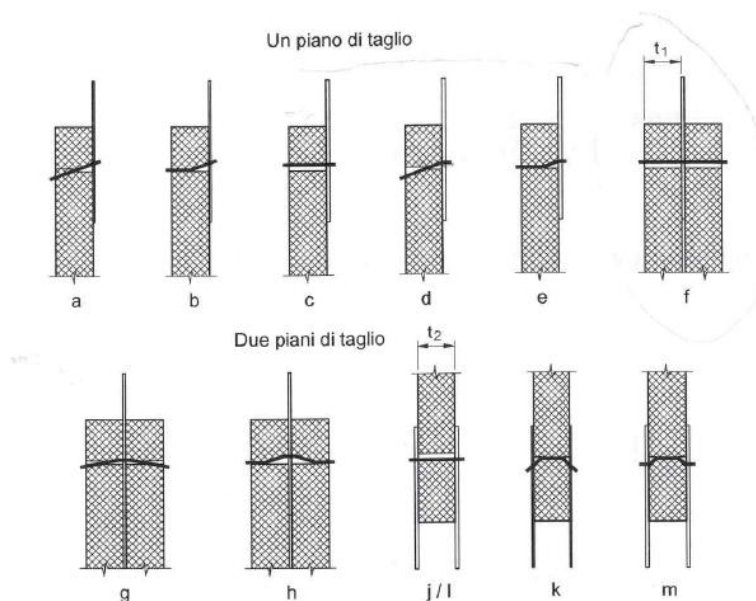 Un piano di taglio
t1
a b c d e f
Due piani di taglio
t2
g h j / l k m